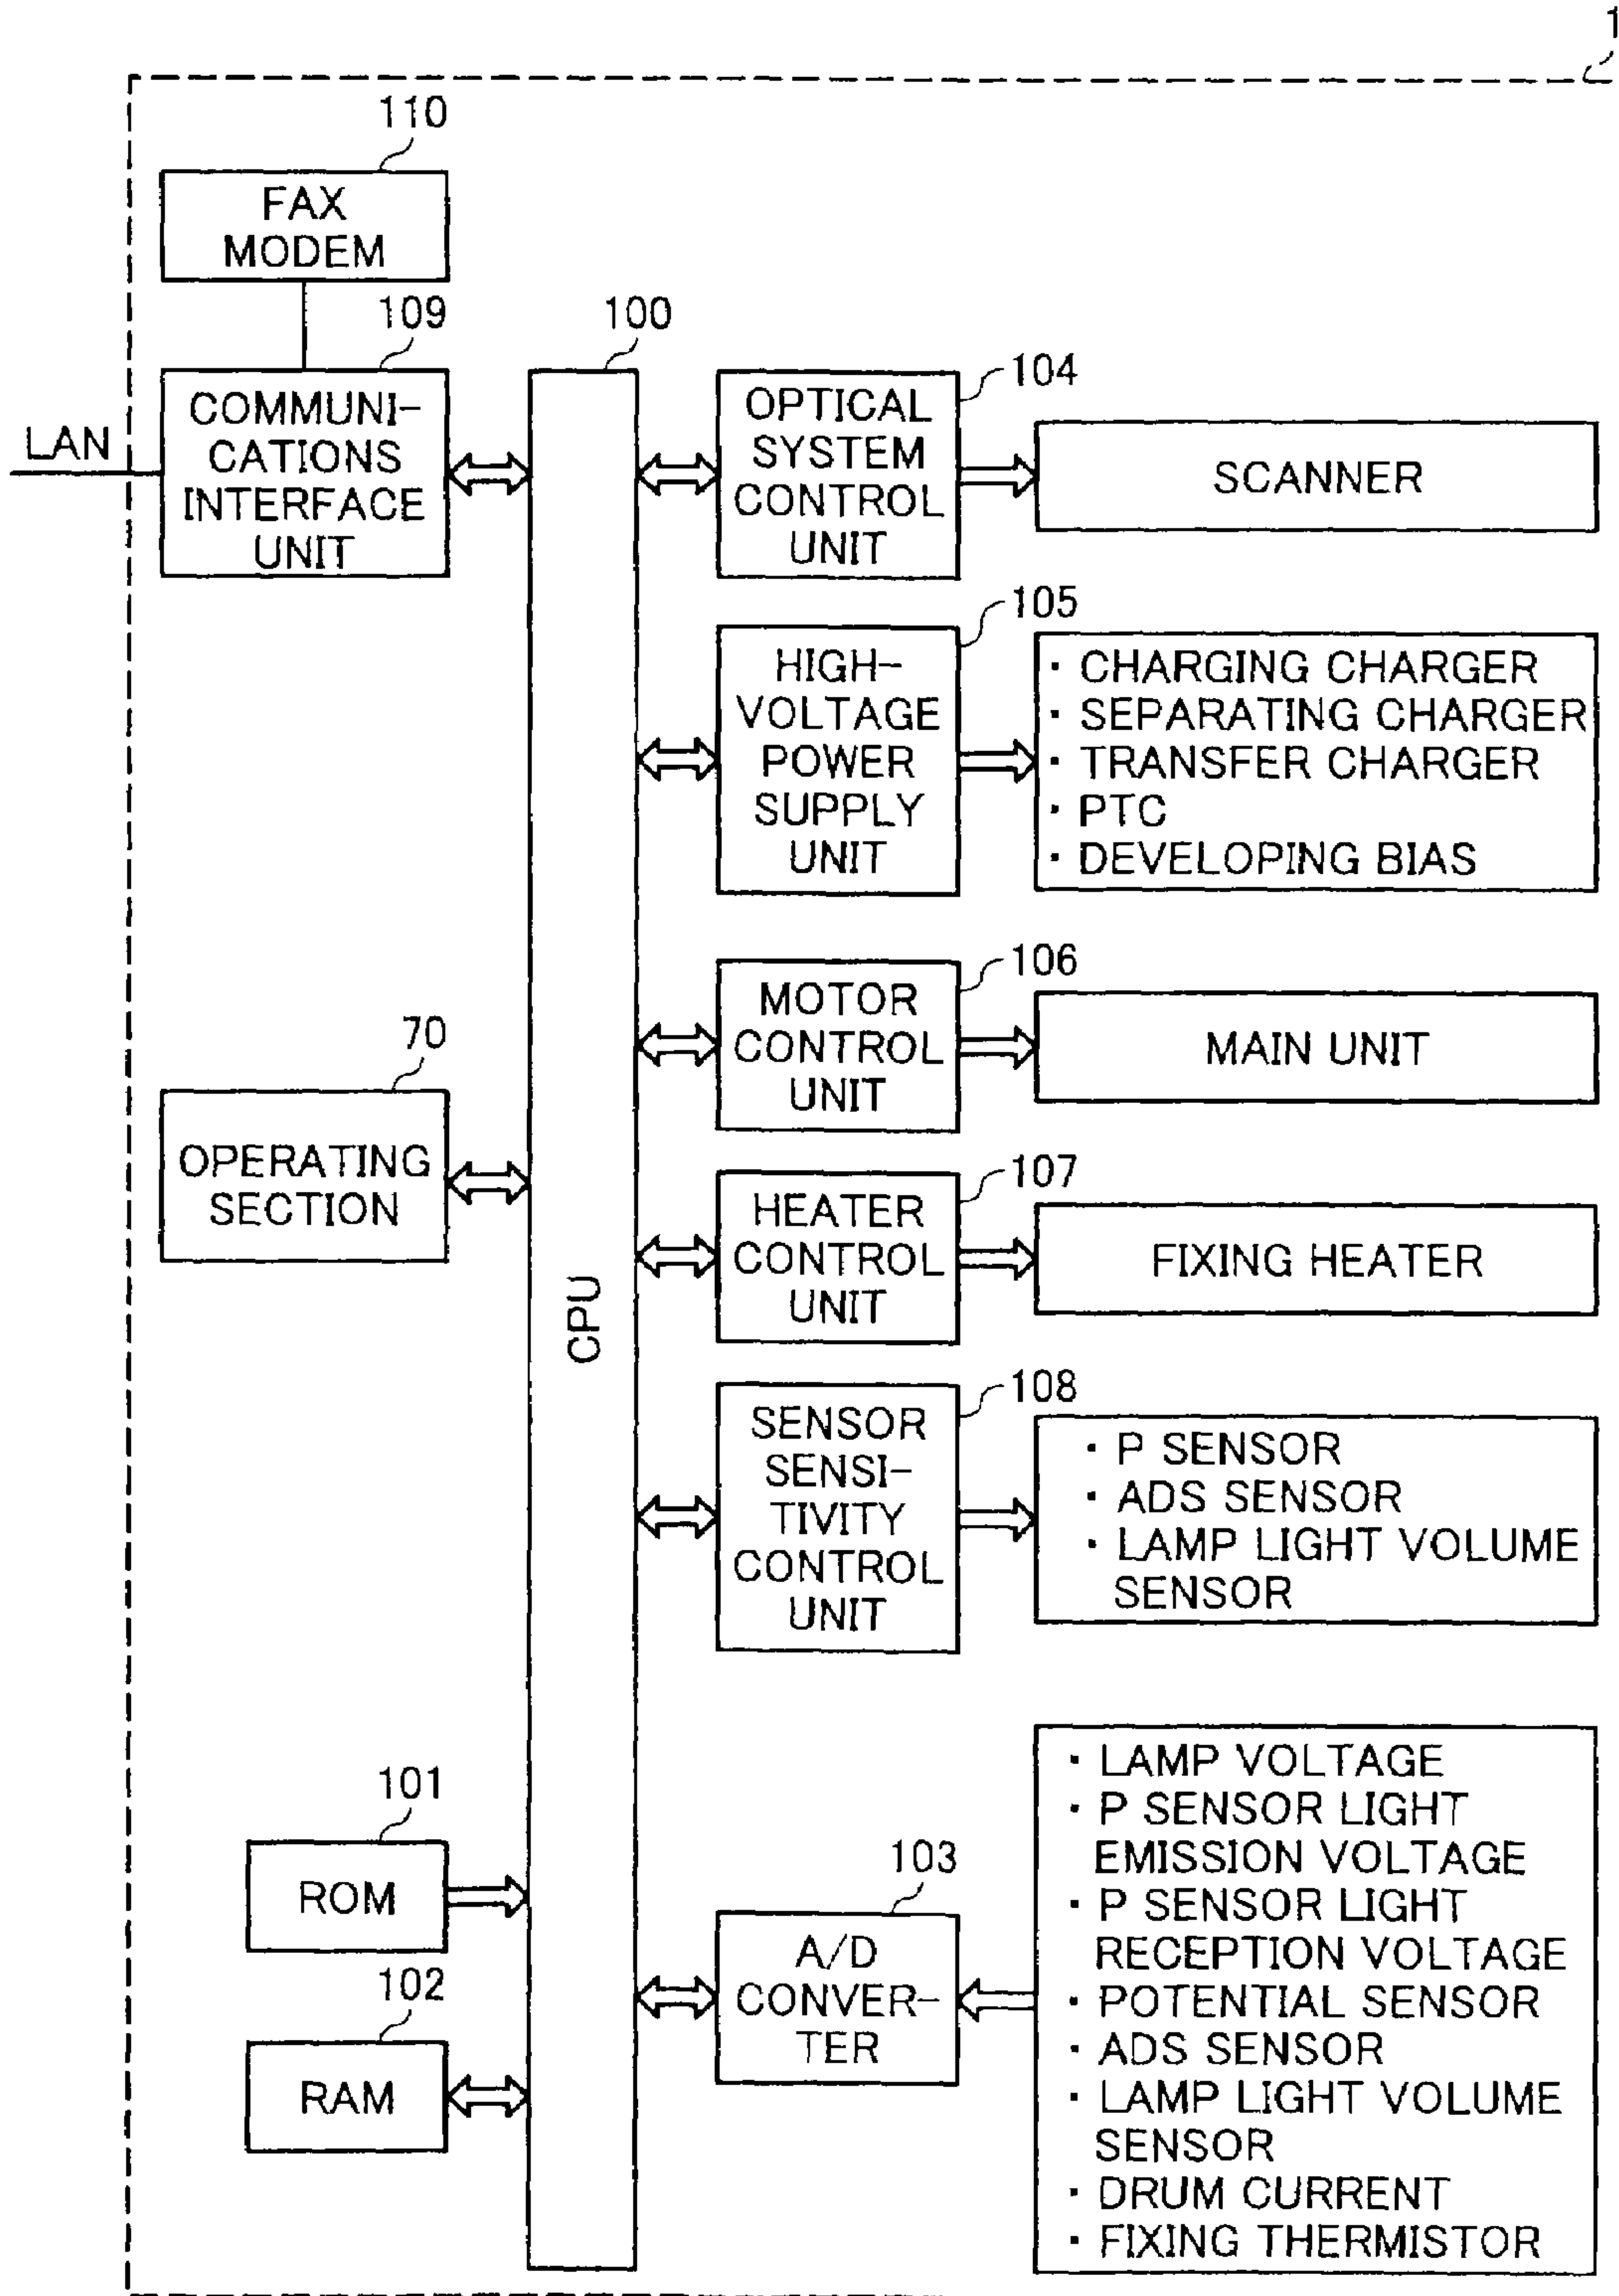 1
110
FAX
MODEM
109
COMMUNI-
CATIONS
INTERFACE
UNIT
LAN
100
CPU
104
OPTICAL
SYSTEM
CONTROL
UNIT
SCANNER
105
HIGH-
VOLTAGE
POWER
SUPPLY
UNIT
・CHARGING CHARGER
・SEPARATING CHARGER
・TRANSFER CHARGER
・PTC
・DEVELOPING BIAS
106
MOTOR
CONTROL
UNIT
MAIN UNIT
70
OPERATING
SECTION
107
HEATER
CONTROL
UNIT
FIXING HEATER
108
SENSOR
SENSI-
TIVITY
CONTROL
UNIT
・P SENSOR
・ADS SENSOR
・LAMP LIGHT VOLUME
SENSOR
101
ROM
102
RAM
103
A/D
CONVER-
TER
・LAMP VOLTAGE
・P SENSOR LIGHT
EMISSION VOLTAGE
・P SENSOR LIGHT
RECEPTION VOLTAGE
・POTENTIAL SENSOR
・ADS SENSOR
・LAMP LIGHT VOLUME
SENSOR
・DRUM CURRENT
・FIXING THERMISTOR